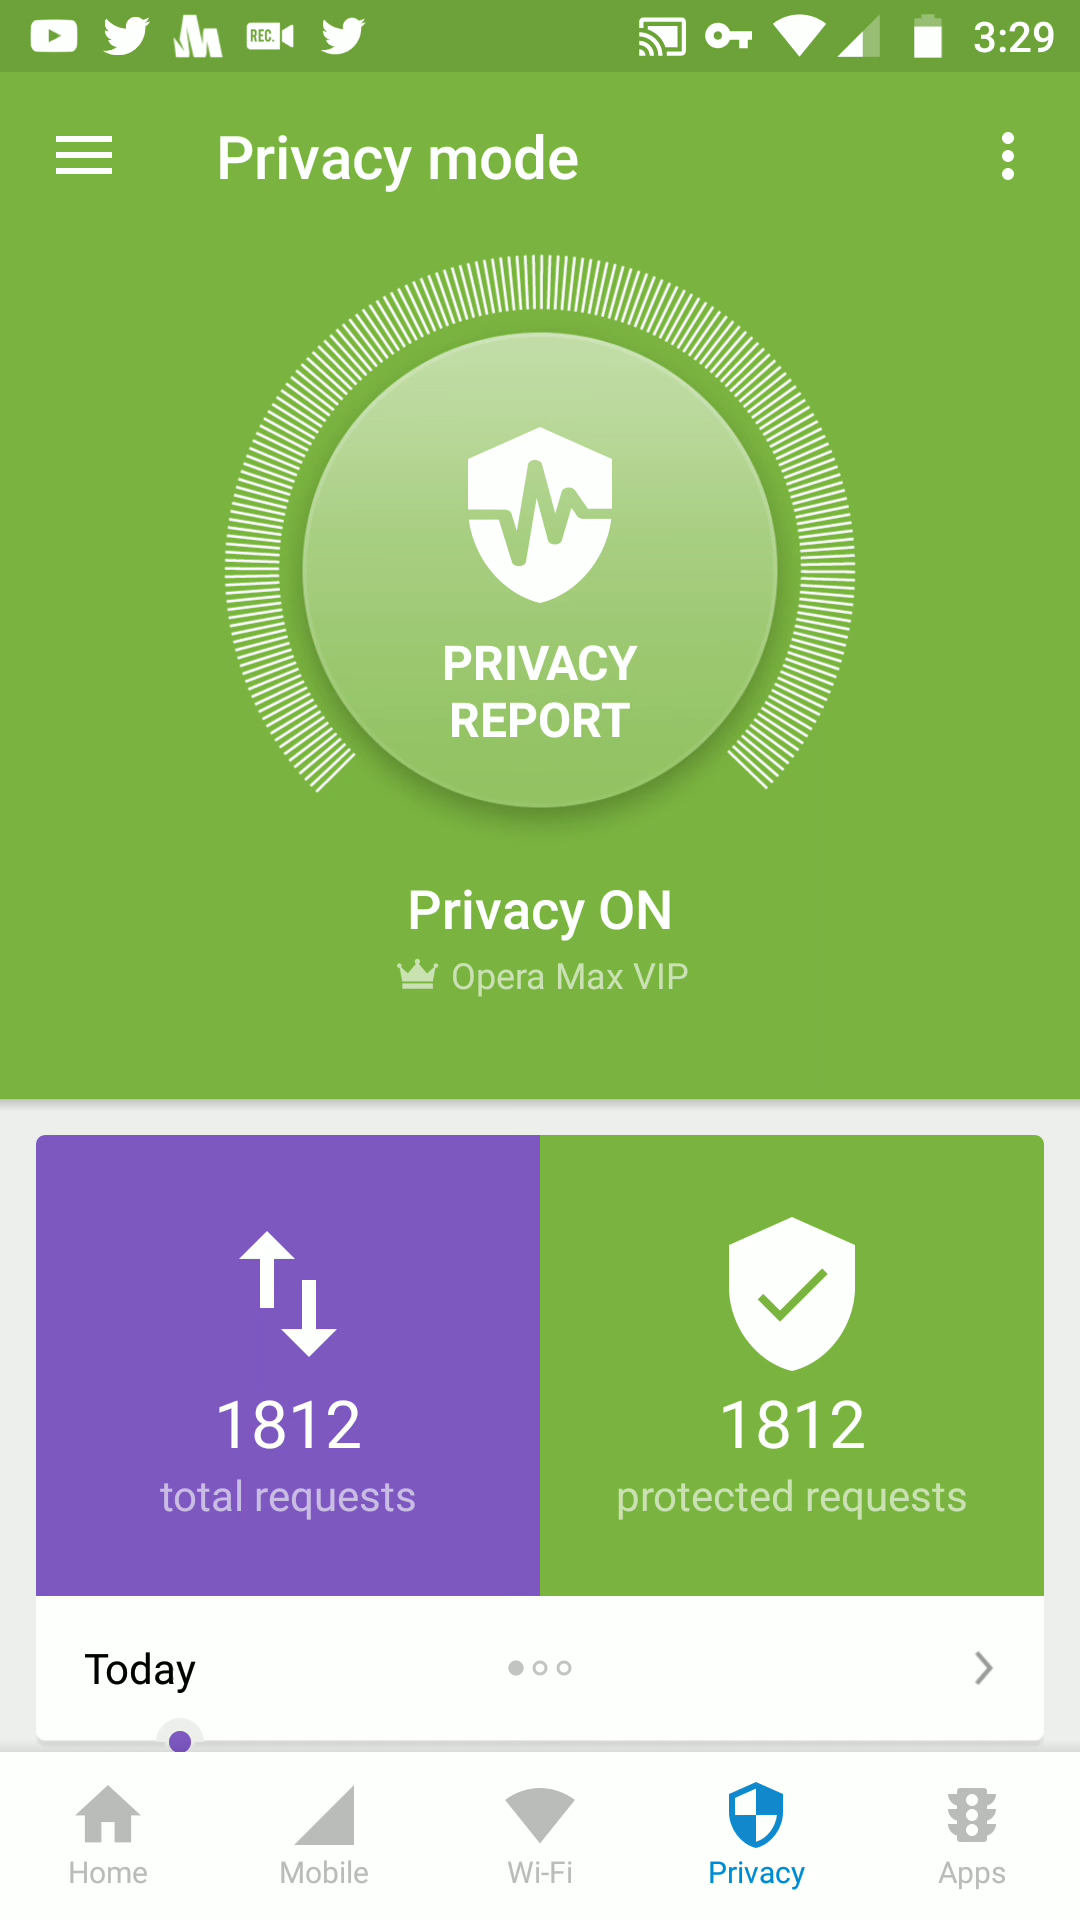 REC.
3:29
Privacy mode
PRIVACY
REPORT
Privacy ON
Opera Max VIP
1812
total requests
1812
protected requests
Today
Home
Mobile
Wi-Fi
Privacy
Apps